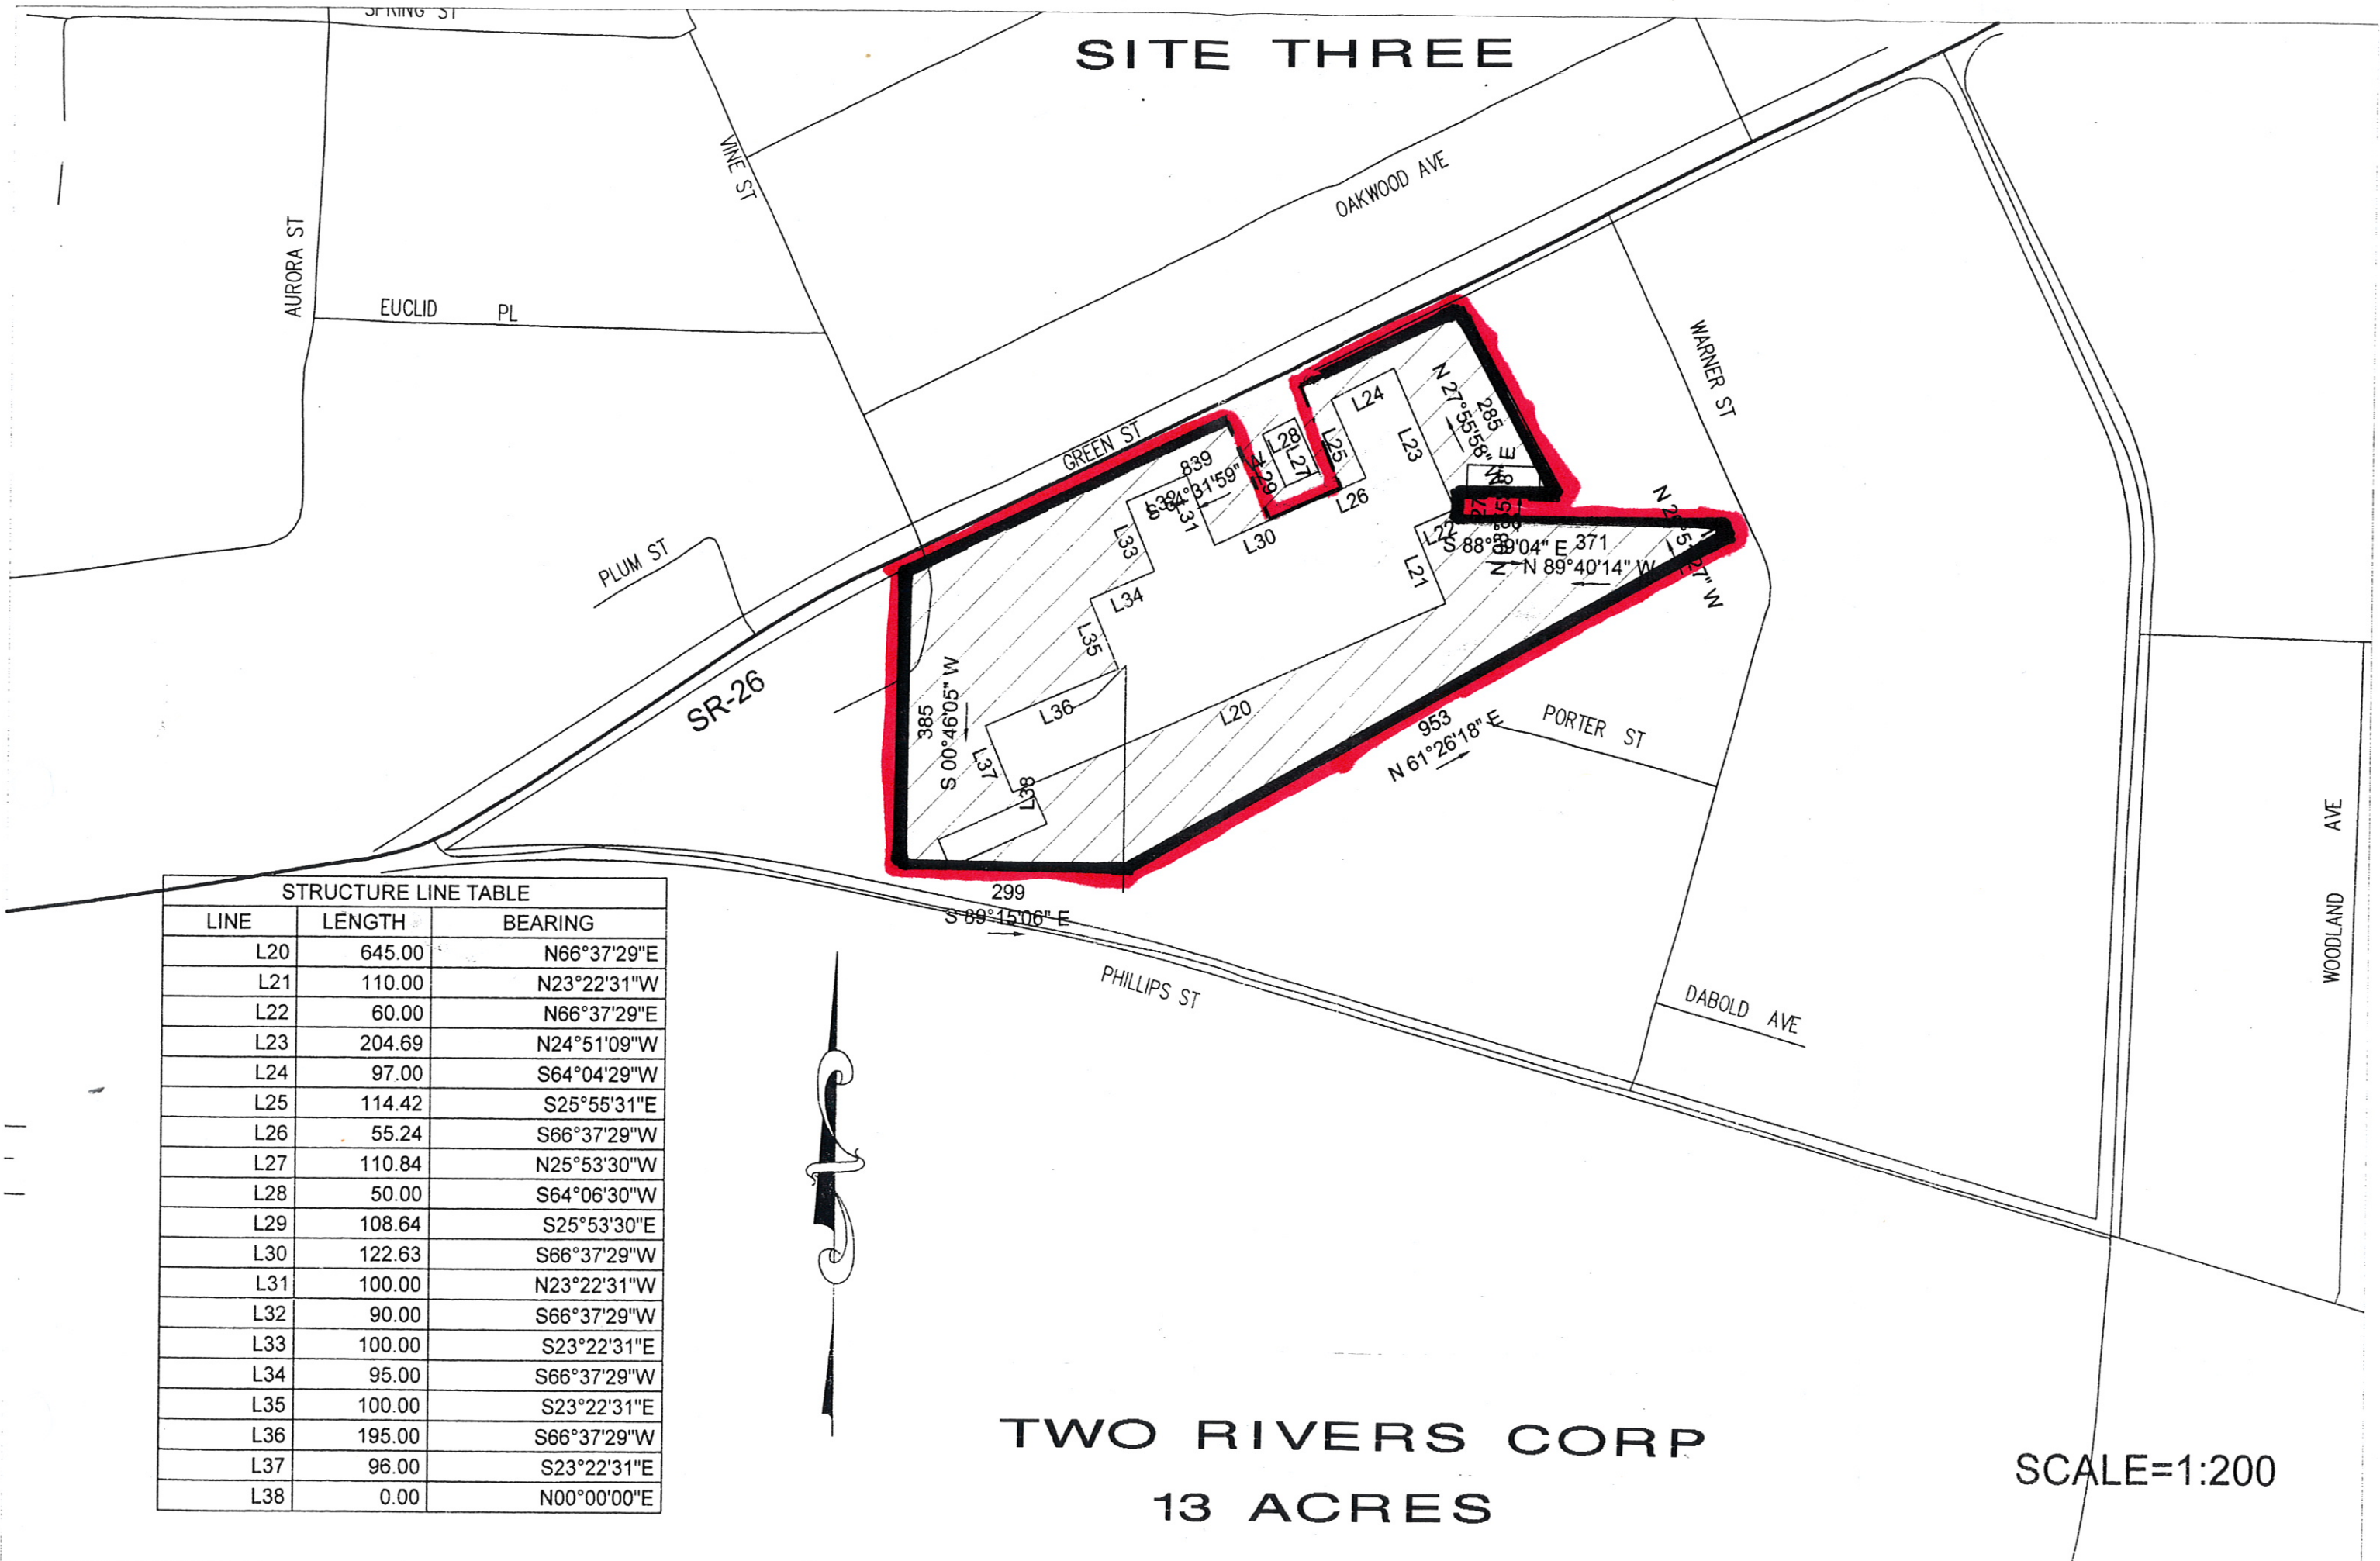 SPRING ST
SITE THREE
VINE ST
OAKWOOD AVE
AURORA ST
EUCLID PL
WARNER ST
GREEN ST
PLUM ST
SR-26
L24
L28
L27
L25
L23
N 27°55'58" W
285
839
S 64°31'59" W
L29
L26
L32
L31
L30
L33
L22
27
L21
S 88°39'04" E
371
N 89°40'14" W
L34
L35
L36
L37
L38
L20
385
S 00°46'05" W
953
N 61°26'18" E
PORTER ST
299
S 89°15'06" E
PHILLIPS ST
DABOLD AVE
WOODLAND AVE
STRUCTURE LINE TABLE
LINE LENGTH BEARING
L20 645.00 N66°37'29"E
L21 110.00 N23°22'31"W
L22 60.00 N66°37'29"E
L23 204.69 N24°51'09"W
L24 97.00 S64°04'29"W
L25 114.42 S25°55'31"E
L26 55.24 S66°37'29"W
L27 110.84 N25°53'30"W
L28 50.00 S64°06'30"W
L29 108.64 S25°53'30"E
L30 122.63 S66°37'29"W
L31 100.00 N23°22'31"W
L32 90.00 S66°37'29"W
L33 100.00 S23°22'31"E
L34 95.00 S66°37'29"W
L35 100.00 S23°22'31"E
L36 195.00 S66°37'29"W
L37 96.00 S23°22'31"E
L38 0.00 N00°00'00"E
TWO RIVERS CORP
13 ACRES
SCALE=1:200